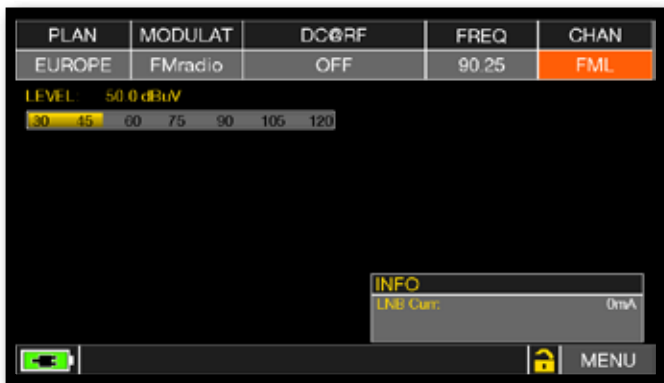 PLAN MODULAT DC@RF FREQ CHAN
EUROPE FMradio OFF 90.25 FML
LEVEL: 50.0 dBuV
30 45 60 75 90 105 120
INFO
LNB Curr: 0mA
MENU